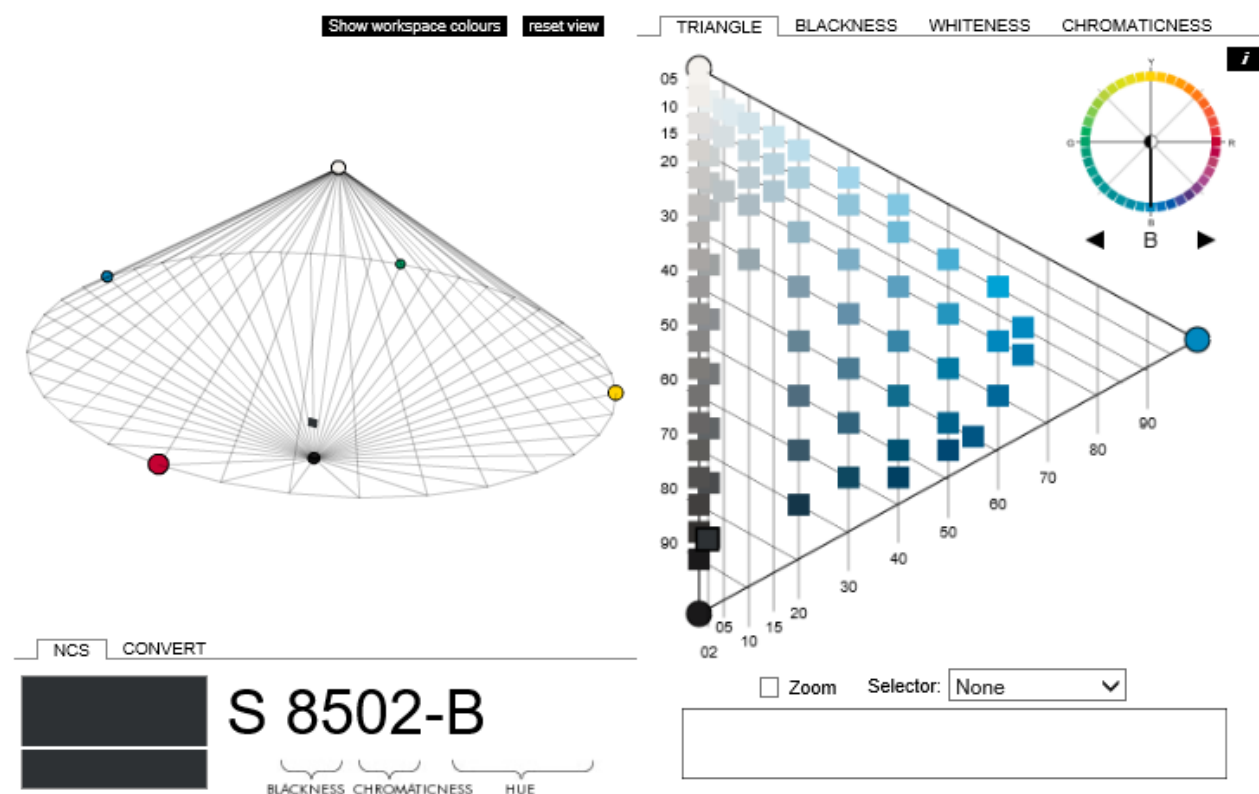 Show workspace colours reset view
TRIANGLE BLACKNESS WHITENESS CHROMATICNESS
i
Y
G
R
B
B
05
10
15
20
30
40
50
60
70
80
90
90
80
70
60
50
40
30
20
15
10
05
02
NCS CONVERT
S 8502-B
BLACKNESS CHROMATICNESS HUE
Zoom Selector: None